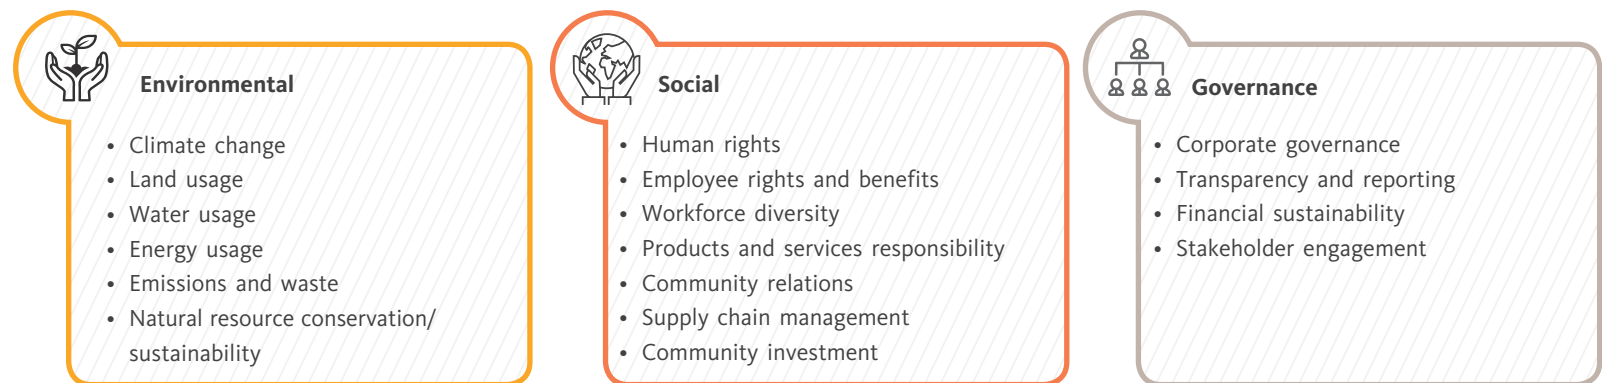 Environmental
• Climate change
• Land usage
• Water usage
• Energy usage
• Emissions and waste
• Natural resource conservation/
sustainability
Social
• Human rights
• Employee rights and benefits
• Workforce diversity
• Products and services responsibility
• Community relations
• Supply chain management
• Community investment
Governance
• Corporate governance
• Transparency and reporting
• Financial sustainability
• Stakeholder engagement